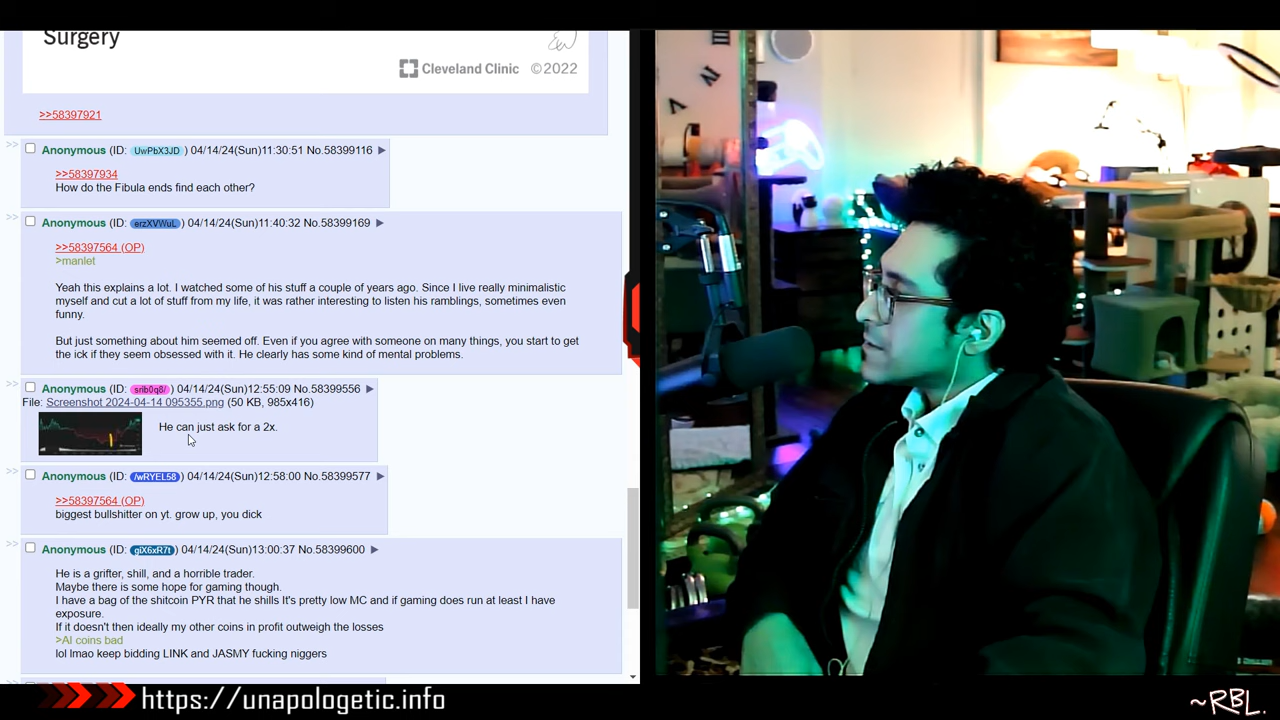 Surgery
Cleveland Clinic ©2022
>>58397921
>> Anonymous (ID: UwPbX3JD ) 04/14/24(Sun)11:30:51 No.58399116 ▶
>>58397934
How do the Fibula ends find each other?
>> Anonymous (ID: erzXVWuL ) 04/14/24(Sun)11:40:32 No.58399169 ▶
>>58397564 (OP)
>manlet
Yeah this explains a lot. I watched some of his stuff a couple of years ago. Since I live really minimalistic
myself and cut a lot of stuff from my life, it was rather interesting to listen his ramblings, sometimes even
funny.
But just something about him seemed off. Even if you agree with someone on many things, you start to get
the ick if they seem obsessed with it. He clearly has some kind of mental problems.
>> Anonymous (ID: srib0q8/ ) 04/14/24(Sun)12:55:09 No.58399556 ▶
File: Screenshot 2024-04-14 095355.png (50 KB, 985x416)
He can just ask for a 2x.
>> Anonymous (ID: /wRYEL58 ) 04/14/24(Sun)12:58:00 No.58399577 ▶
>>58397564 (OP)
biggest bullshitter on yt. grow up, you dick
>> Anonymous (ID: giX6xR7t ) 04/14/24(Sun)13:00:37 No.58399600 ▶
He is a grifter, shill, and a horrible trader.
Maybe there is some hope for gaming though.
I have a bag of the shitcoin PYR that he shills It's pretty low MC and if gaming does run at least I have
exposure.
If it doesn't then ideally my other coins in profit outweigh the losses
>AI coins bad
lol lmao keep bidding LINK and JASMY fucking niggers
https://unapologetic.info
~RBL.